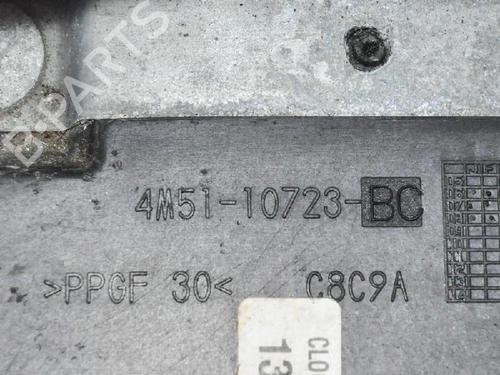 B PARTS
4M51-10723-BC
>PPGF 30<
C8C9A
CLO
13